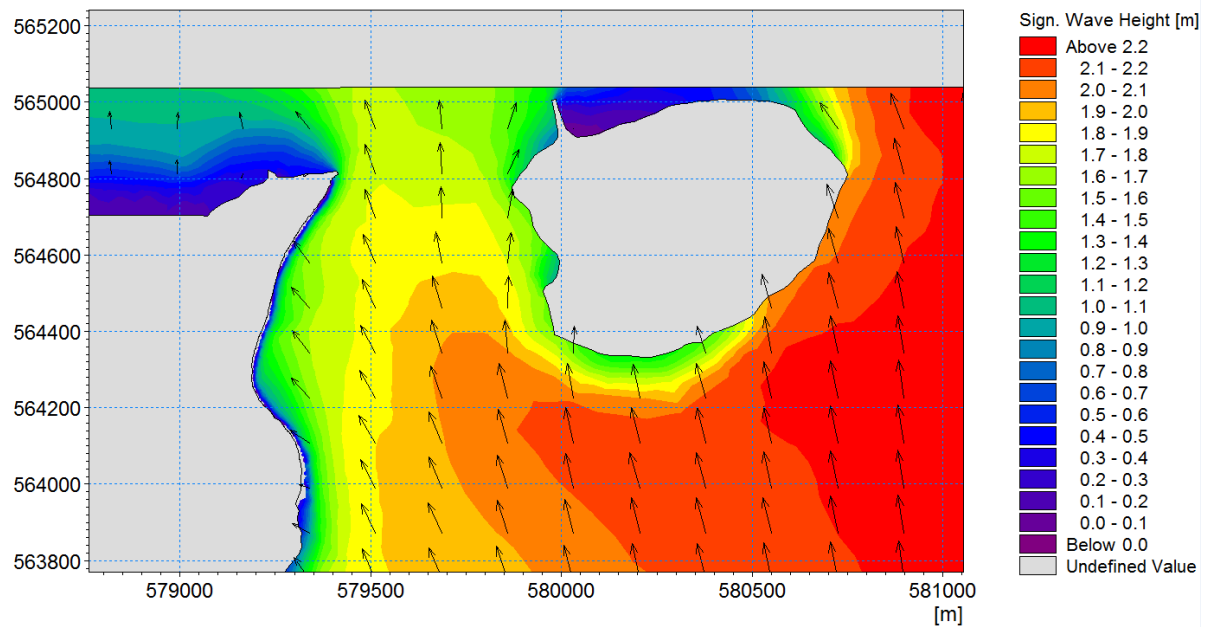 565200
565000
564800
564600
564400
564200
564000
563800
579000 579500 580000 580500 581000
[m]
Sign. Wave Height [m]
Above 2.2
2.1 - 2.2
2.0 - 2.1
1.9 - 2.0
1.8 - 1.9
1.7 - 1.8
1.6 - 1.7
1.5 - 1.6
1.4 - 1.5
1.3 - 1.4
1.2 - 1.3
1.1 - 1.2
1.0 - 1.1
0.9 - 1.0
0.8 - 0.9
0.7 - 0.8
0.6 - 0.7
0.5 - 0.6
0.4 - 0.5
0.3 - 0.4
0.2 - 0.3
0.1 - 0.2
0.0 - 0.1
Below 0.0
Undefined Value